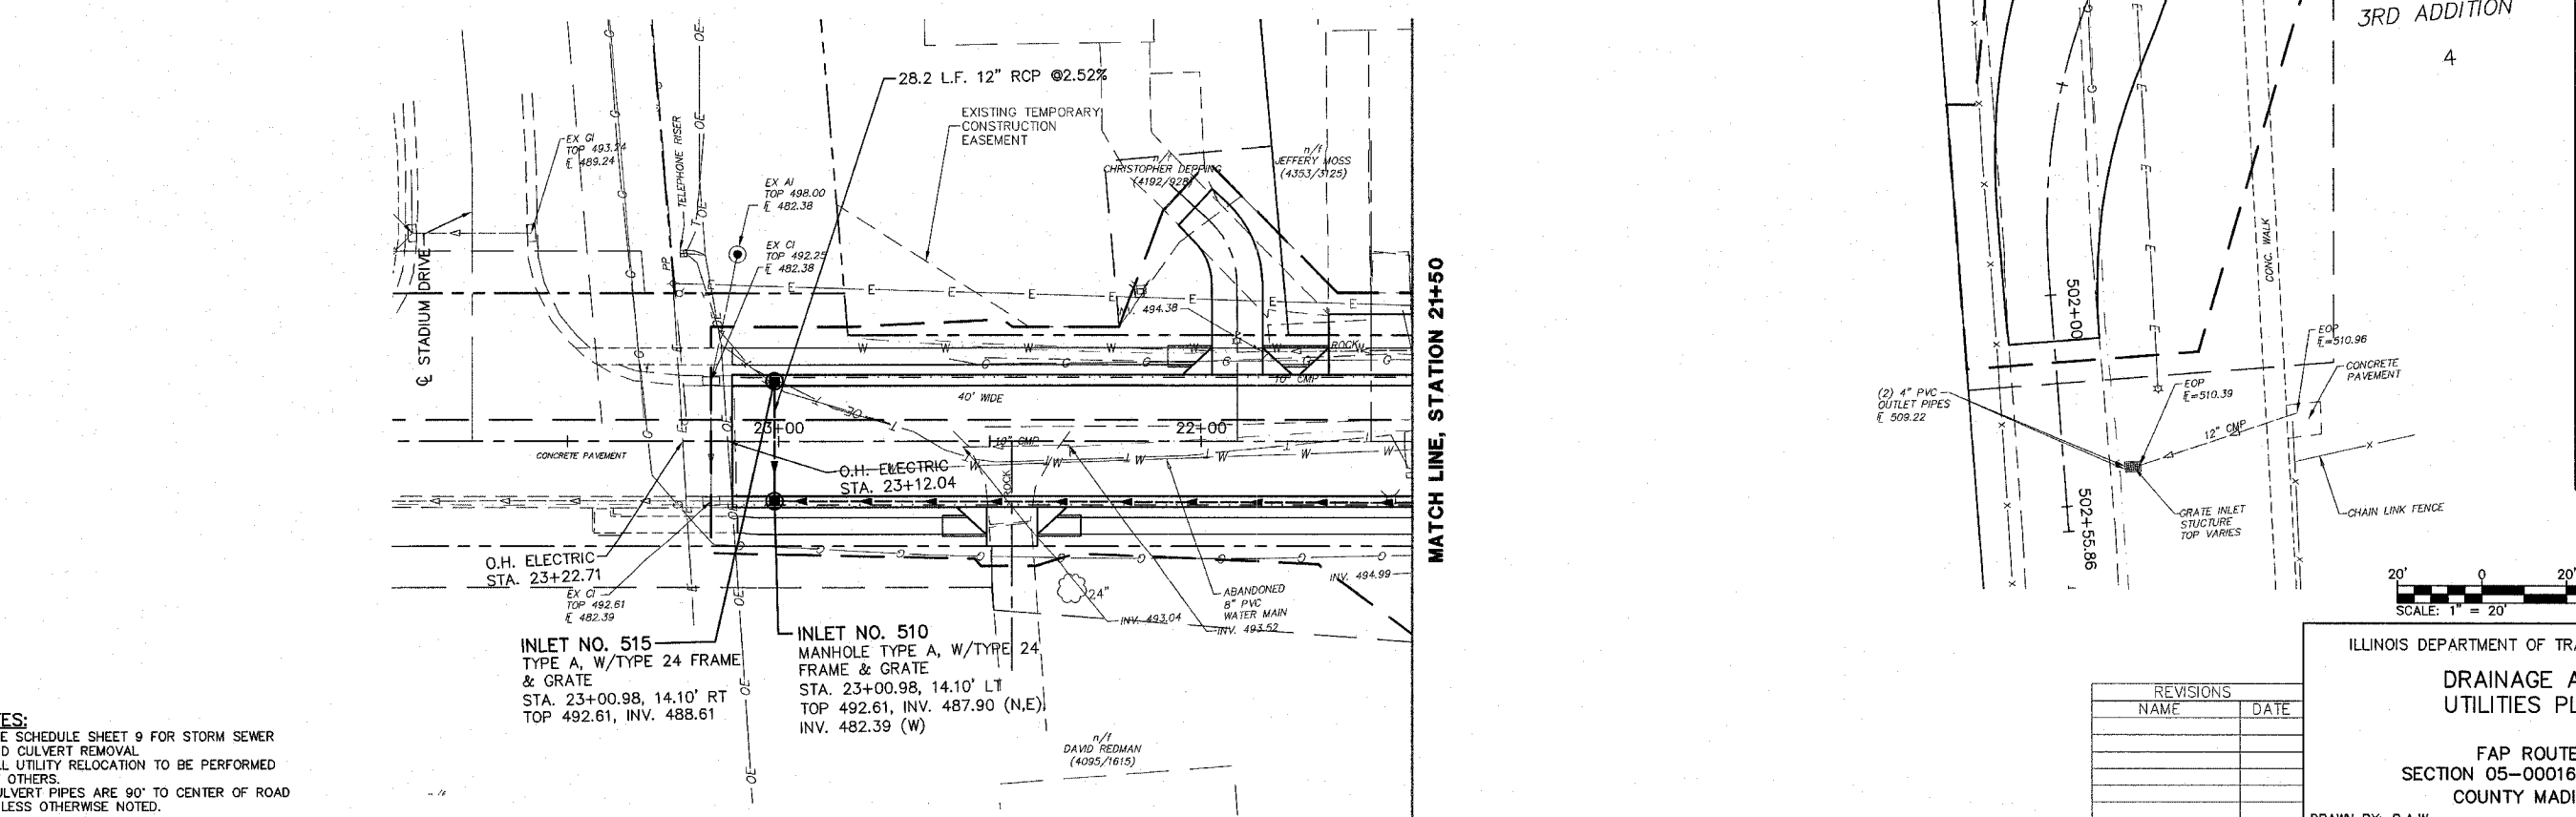 28.2 L.F. 12" RCP @2.52%
EXISTING TEMPORARY
CONSTRUCTION
EASEMENT
EX GI
TOP 493.24
℄ 489.24
TELEPHONE RISER
EX AJ
TOP 498.00
℄ 482.38
EX CI
TOP 492.25
℄ 482.38
n/f
CHRISTOPHER DEPPING
(4192/928)
n/f
JEFFERY MOSS
(4353/3125)
℄ STADIUM DRIVE
PP
INV. 494.38
ROCK
10" CMP
40' WIDE
23+00
22+00
CONCRETE PAVEMENT
10" CMP
ROCK
O.H. ELECTRIC
STA. 23+12.04
O.H. ELECTRIC
STA. 23+22.71
EX CI
TOP 492.61
℄ 482.39
24"
INV. 493.04
ABANDONED
8" PVC
WATER MAIN
INV. 493.52
INV. 494.99
INLET NO. 515
TYPE A, W/TYPE 24 FRAME
& GRATE
STA. 23+00.98, 14.10' RT
TOP 492.61, INV. 488.61
INLET NO. 510
MANHOLE TYPE A, W/TYPE 24
FRAME & GRATE
STA. 23+00.98, 14.10' LT
TOP 492.61, INV. 487.90 (N,E)
INV. 482.39 (W)
n/f
DAVID REDMAN
(4095/1615)
MATCH LINE, STATION 21+50
TES:
E SCHEDULE SHEET 9 FOR STORM SEWER
D CULVERT REMOVAL
L UTILITY RELOCATION TO BE PERFORMED
OTHERS.
ULVERT PIPES ARE 90° TO CENTER OF ROAD
LESS OTHERWISE NOTED.
3RD ADDITION
4
CONC. WALK
502+00
502+55.86
EOP
℄=510.96
CONCRETE
PAVEMENT
EOP
℄=510.39
(2) 4" PVC
OUTLET PIPES
℄ 509.22
12" CMP
GRATE INLET
STUCTURE
TOP VARIES
CHAIN LINK FENCE
20' 0 20'
SCALE: 1" = 20'
REVISIONS
NAME DATE
ILLINOIS DEPARTMENT OF TRA
DRAINAGE A
UTILITIES PL
FAP ROUTE
SECTION 05-00016
COUNTY MADI